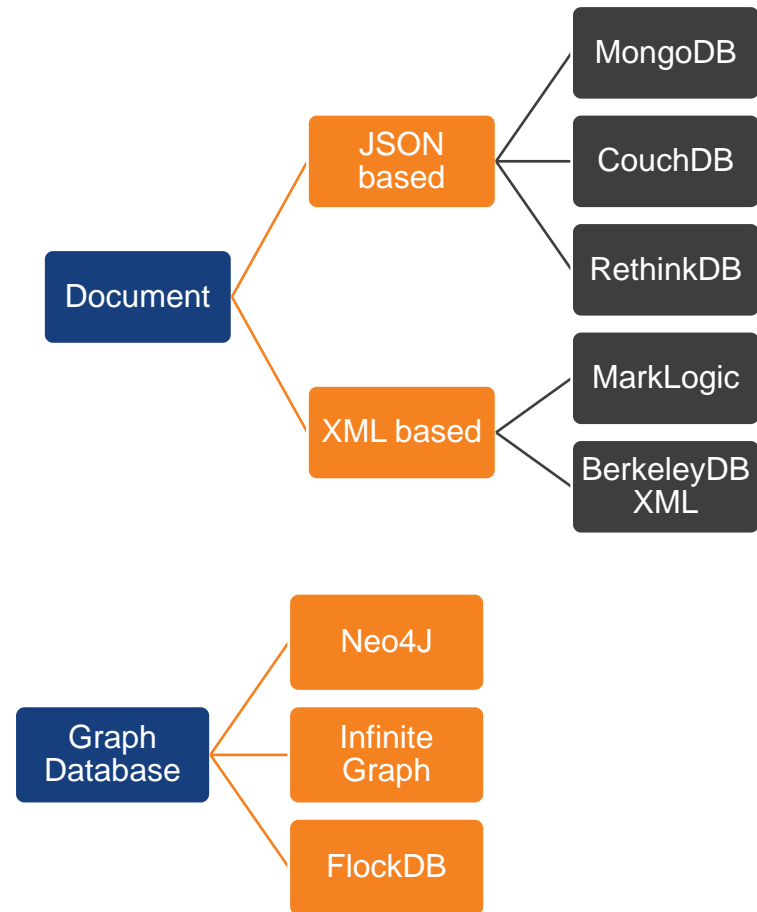 MongoDB
JSON
based
CouchDB
RethinkDB
Document
MarkLogic
XML based
BerkeleyDB
XML
Neo4J
Graph
Database
Infinite
Graph
FlockDB